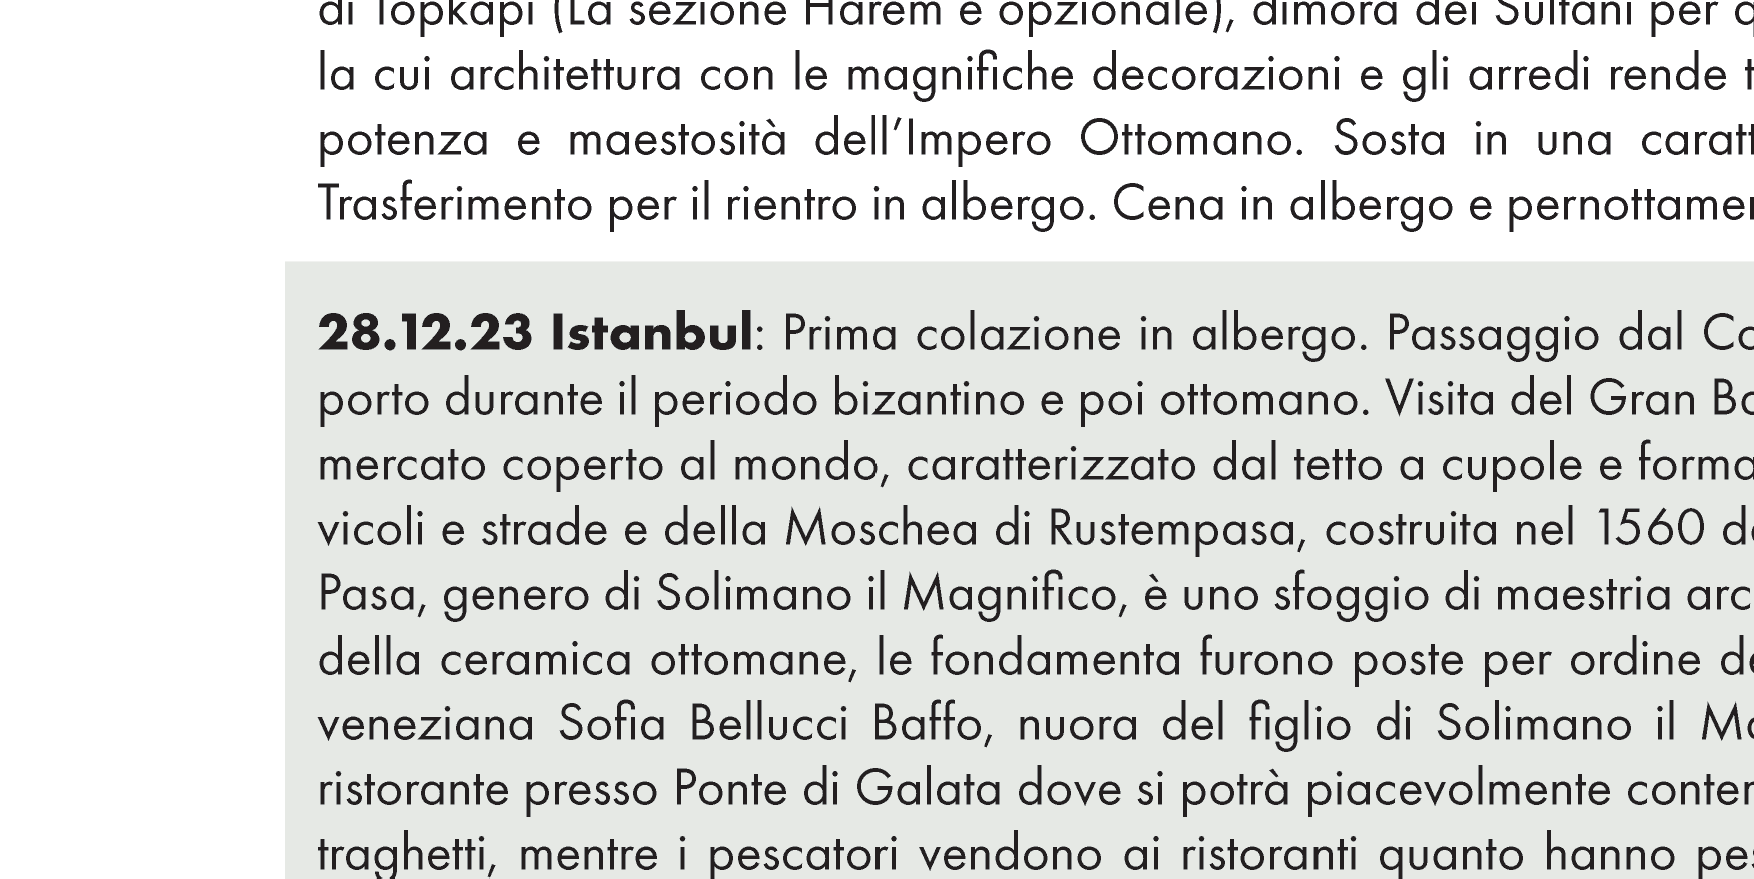 di Topkapi (La sezione Harem è opzionale), dimora dei Sultani per
la cui architettura con le magnifiche decorazioni e gli arredi rende
potenza e maestosità dell’Impero Ottomano. Sosta in una
Trasferimento per il rientro in albergo. Cena in albergo e
28.12.23 Istanbul: Prima colazione in albergo. Passaggio dal
porto durante il periodo bizantino e poi ottomano. Visita del Gran
mercato coperto al mondo, caratterizzato dal tetto a cupole e
vicoli e strade e della Moschea di Rustempasa, costruita nel 1560
Pasa, genero di Solimano il Magnifico, è uno sfoggio di maestria
della ceramica ottomane, le fondamenta furono poste per ordine
veneziana Sofia Bellucci Baffo, nuora del figlio di Solimano il
ristorante presso Ponte di Galata dove si potrà piacevolmente
traghetti, mentre i pescatori vendono ai ristoranti quanto hanno